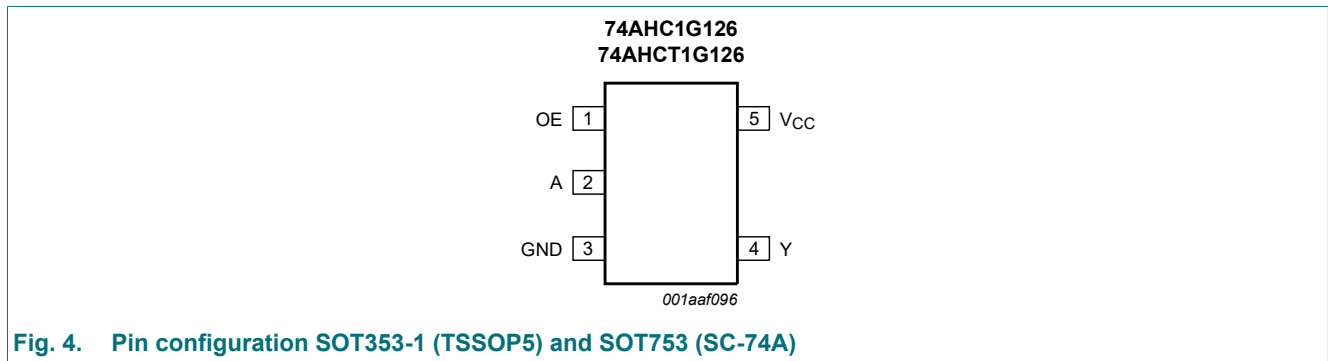 74AHC1G126
74AHCT1G126
OE 1 5 VCC
A 2
GND 3 4 Y
001aaf096
Fig. 4. Pin configuration SOT353-1 (TSSOP5) and SOT753 (SC-74A)